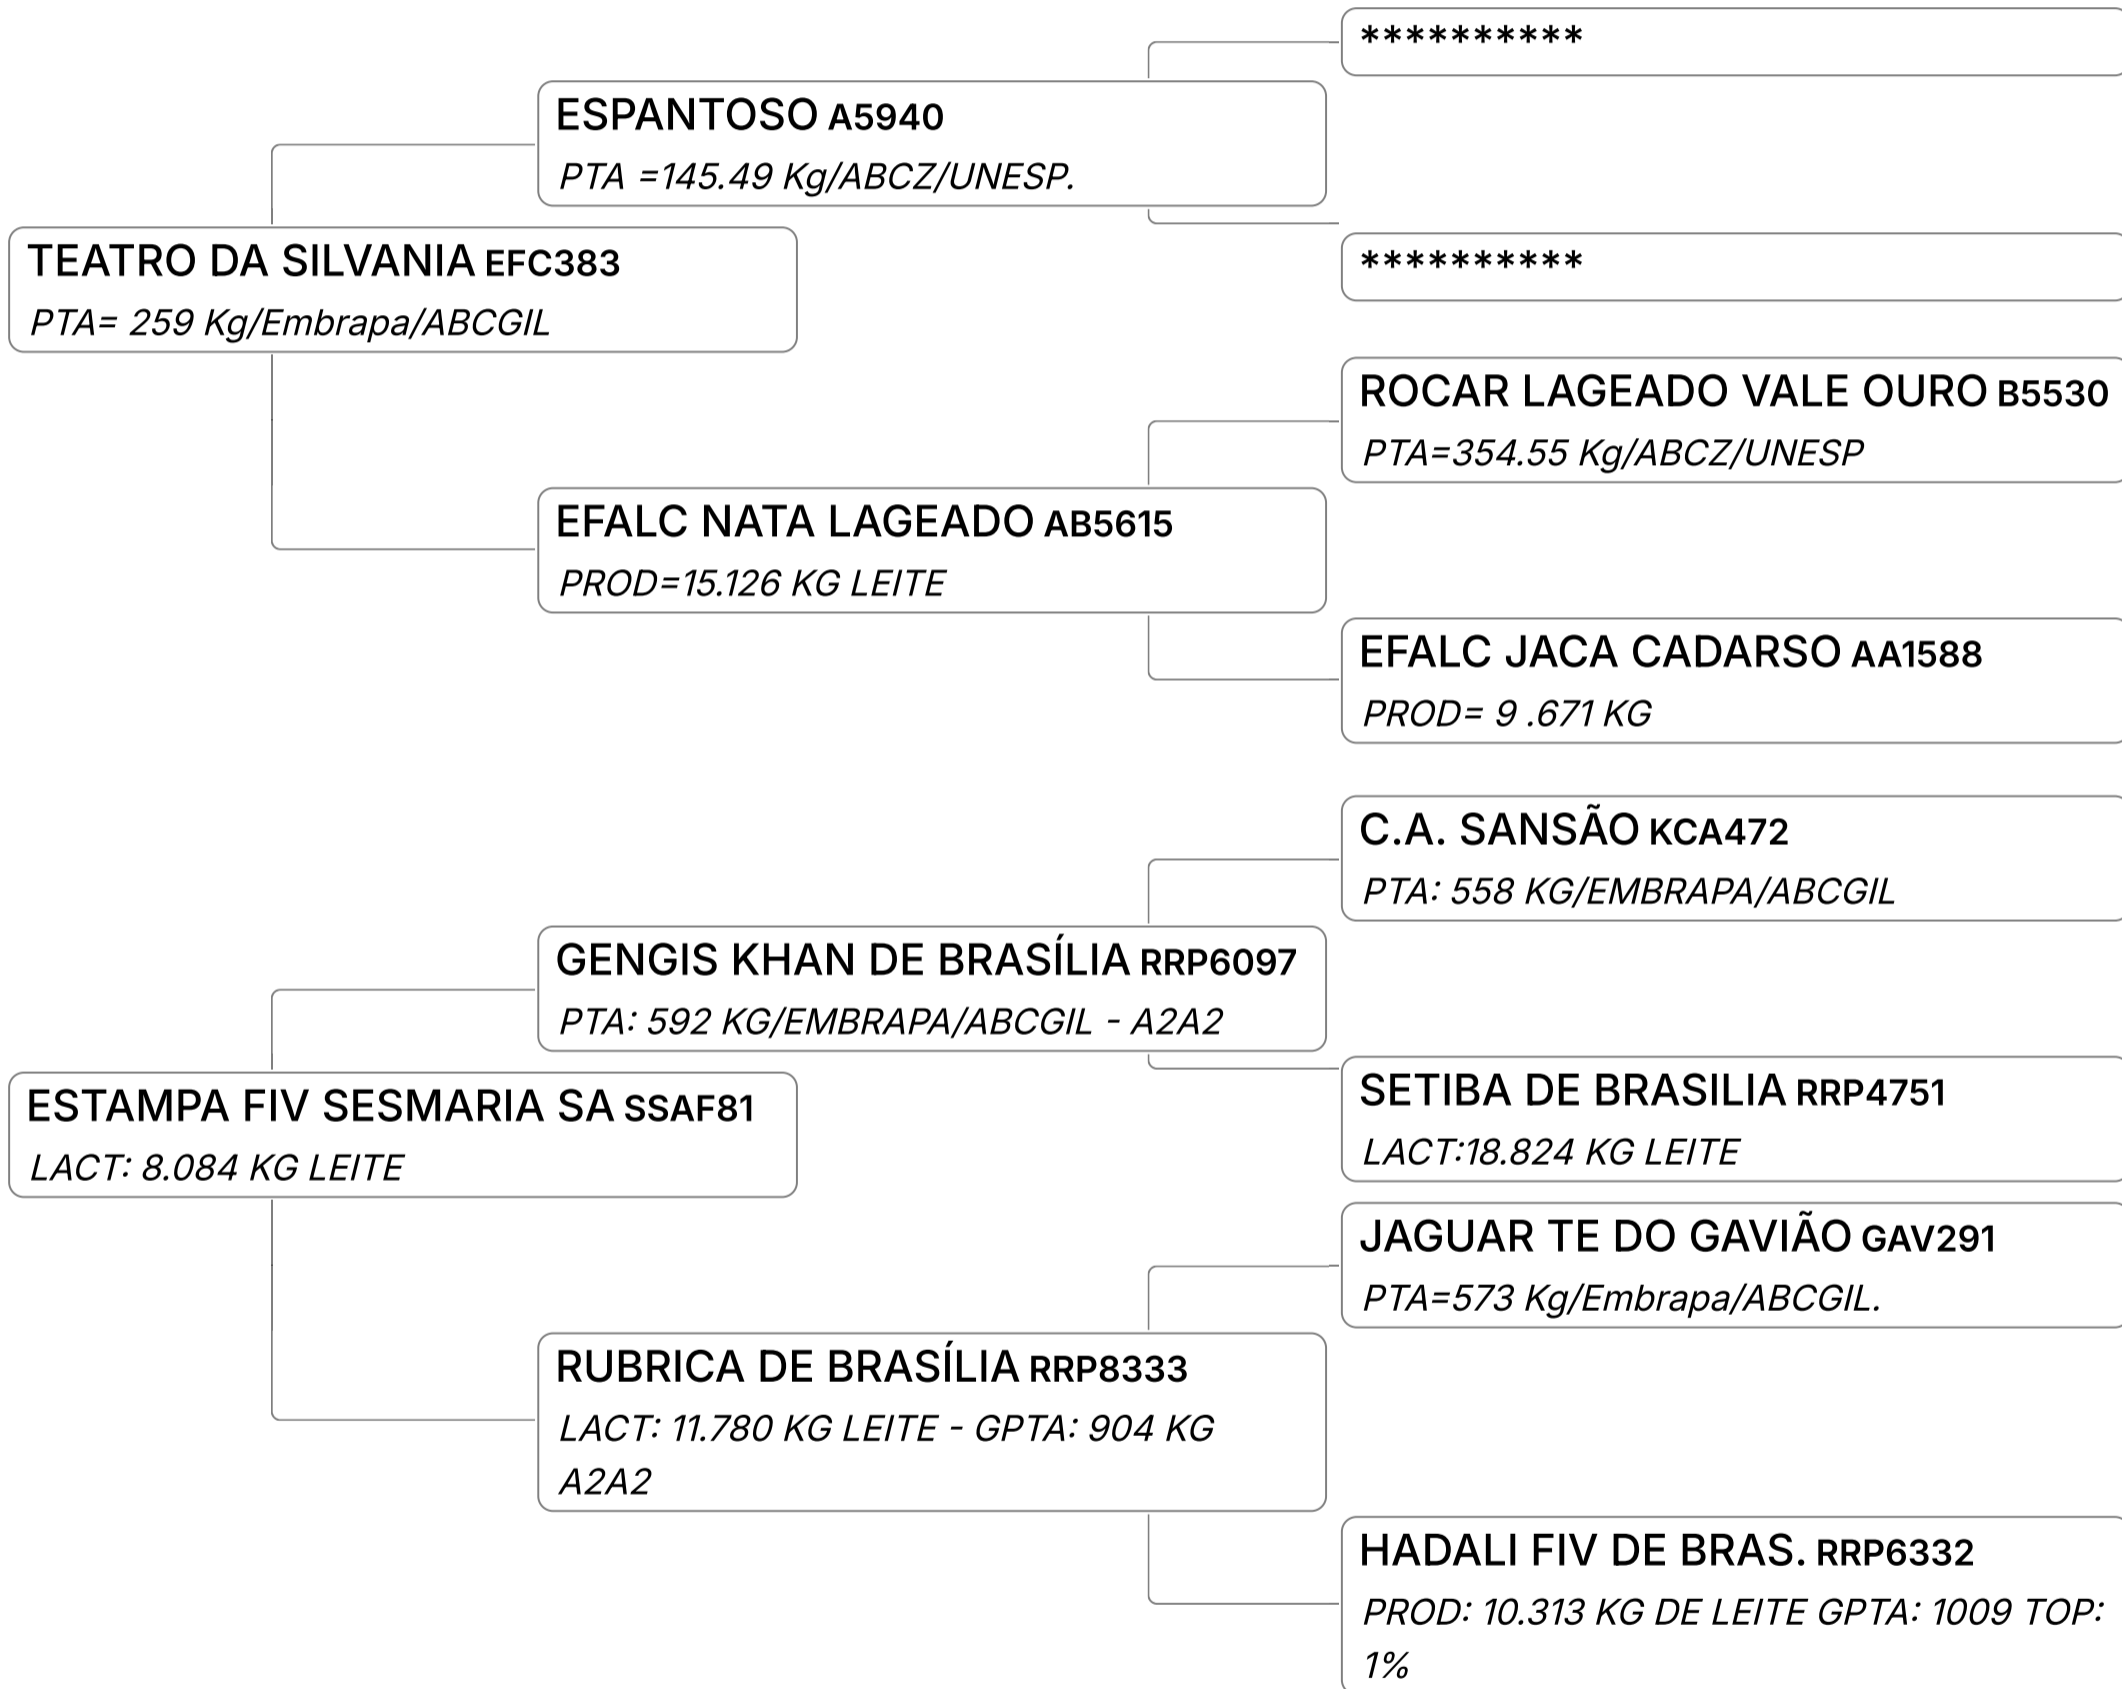 **********
ESPANTOSO A5940
PTA =145.49 Kg/ABCZ/UNESP.
TEATRO DA SILVANIA EFC383
PTA= 259 Kg/Embrapa/ABCGIL
**********
ROCAR LAGEADO VALE OURO B5530
PTA=354.55 Kg/ABCZ/UNESP
EFALC NATA LAGEADO AB5615
PROD=15.126 KG LEITE
EFALC JACA CADARSO AA1588
PROD= 9 .671 KG
C.A. SANSÃO KCA472
PTA: 558 KG/EMBRAPA/ABCGIL
GENGIS KHAN DE BRASÍLIA RRP6097
PTA: 592 KG/EMBRAPA/ABCGIL - A2A2
ESTAMPA FIV SESMARIA SA SSAF81
LACT: 8.084 KG LEITE
SETIBA DE BRASILIA RRP4751
LACT:18.824 KG LEITE
JAGUAR TE DO GAVIÃO GAV291
PTA=573 Kg/Embrapa/ABCGIL.
RUBRICA DE BRASÍLIA RRP8333
LACT: 11.780 KG LEITE - GPTA: 904 KG
A2A2
HADALI FIV DE BRAS. RRP6332
PROD: 10.313 KG DE LEITE GPTA: 1009 TOP:
1%